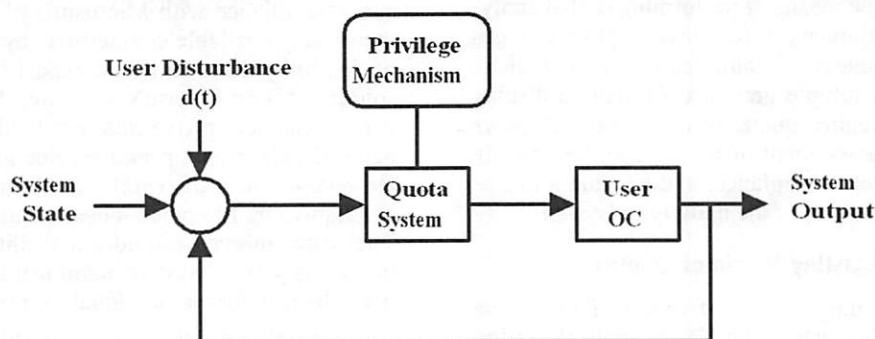 Privilege
Mechanism
User Disturbance
d(t)
System
State
Quota
System
User
OC
System
Output